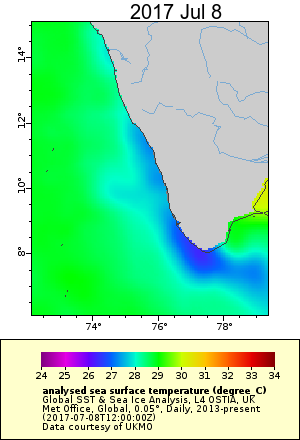 2017 Jul 8
14°
12°
10°
8°
74°
76°
78°
24 25 26 27 28 29 30 31 32 33 34
analysed sea surface temperature (degree_C)
Global SST & Sea Ice Analysis, L4 OSTIA, UK
Met Office, Global, 0.05°, Daily, 2013-present
(2017-07-08T12:00:00Z)
Data courtesy of UKMO